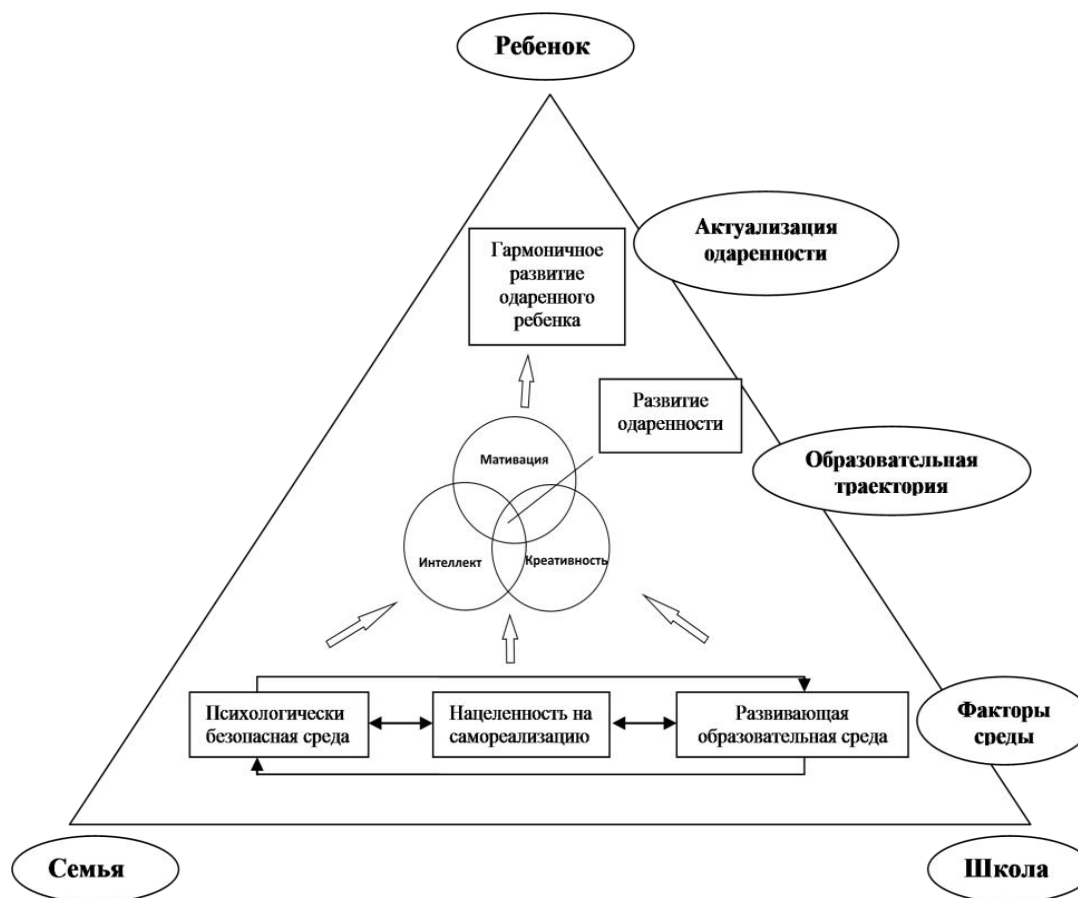 Ребенок
Актуализация
одаренности
Гармоничное
развитие
одаренного
ребенка
Развитие
одаренности
Мативация
Образовательная
траектория
Интеллект
Креативность
Психологически
безопасная среда
Нацеленность на
самореализацию
Развивающая
образовательная среда
Факторы
среды
Семья
Школа